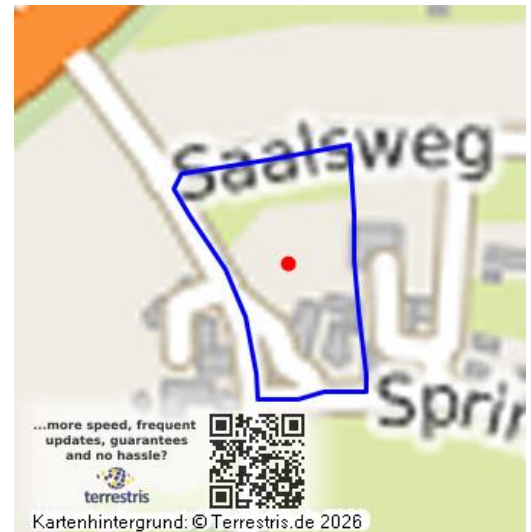 Saalsweg
Sprin
...more speed, frequent
updates, guarantees
and no hassle?
terrestris
Kartenhintergrund: © Terrestris.de 2026